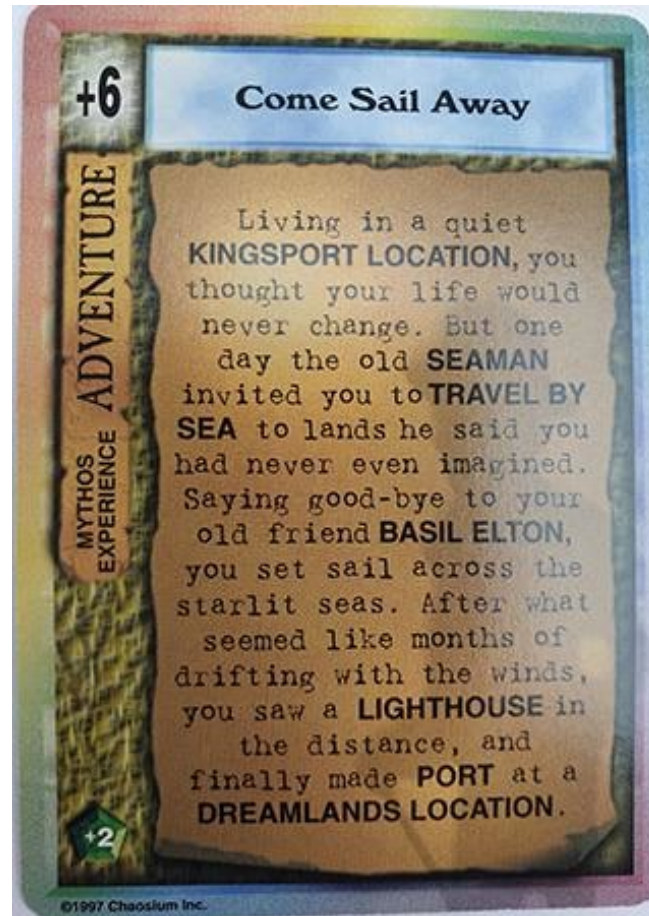 +6
Come Sail Away
MYTHOS
EXPERIENCE
ADVENTURE
Living in a quiet
KINGSPORT LOCATION, you
thought your life would
never change. But one
day the old SEAMAN
invited you to TRAVEL BY
SEA to lands he said you
had never even imagined.
Saying good-bye to your
old friend BASIL ELTON,
you set sail across the
starlit seas. After what
seemed like months of
drifting with the winds,
you saw a LIGHTHOUSE in
the distance, and
finally made PORT at a
DREAMLANDS LOCATION.
+2
©1997 Chaosium Inc.